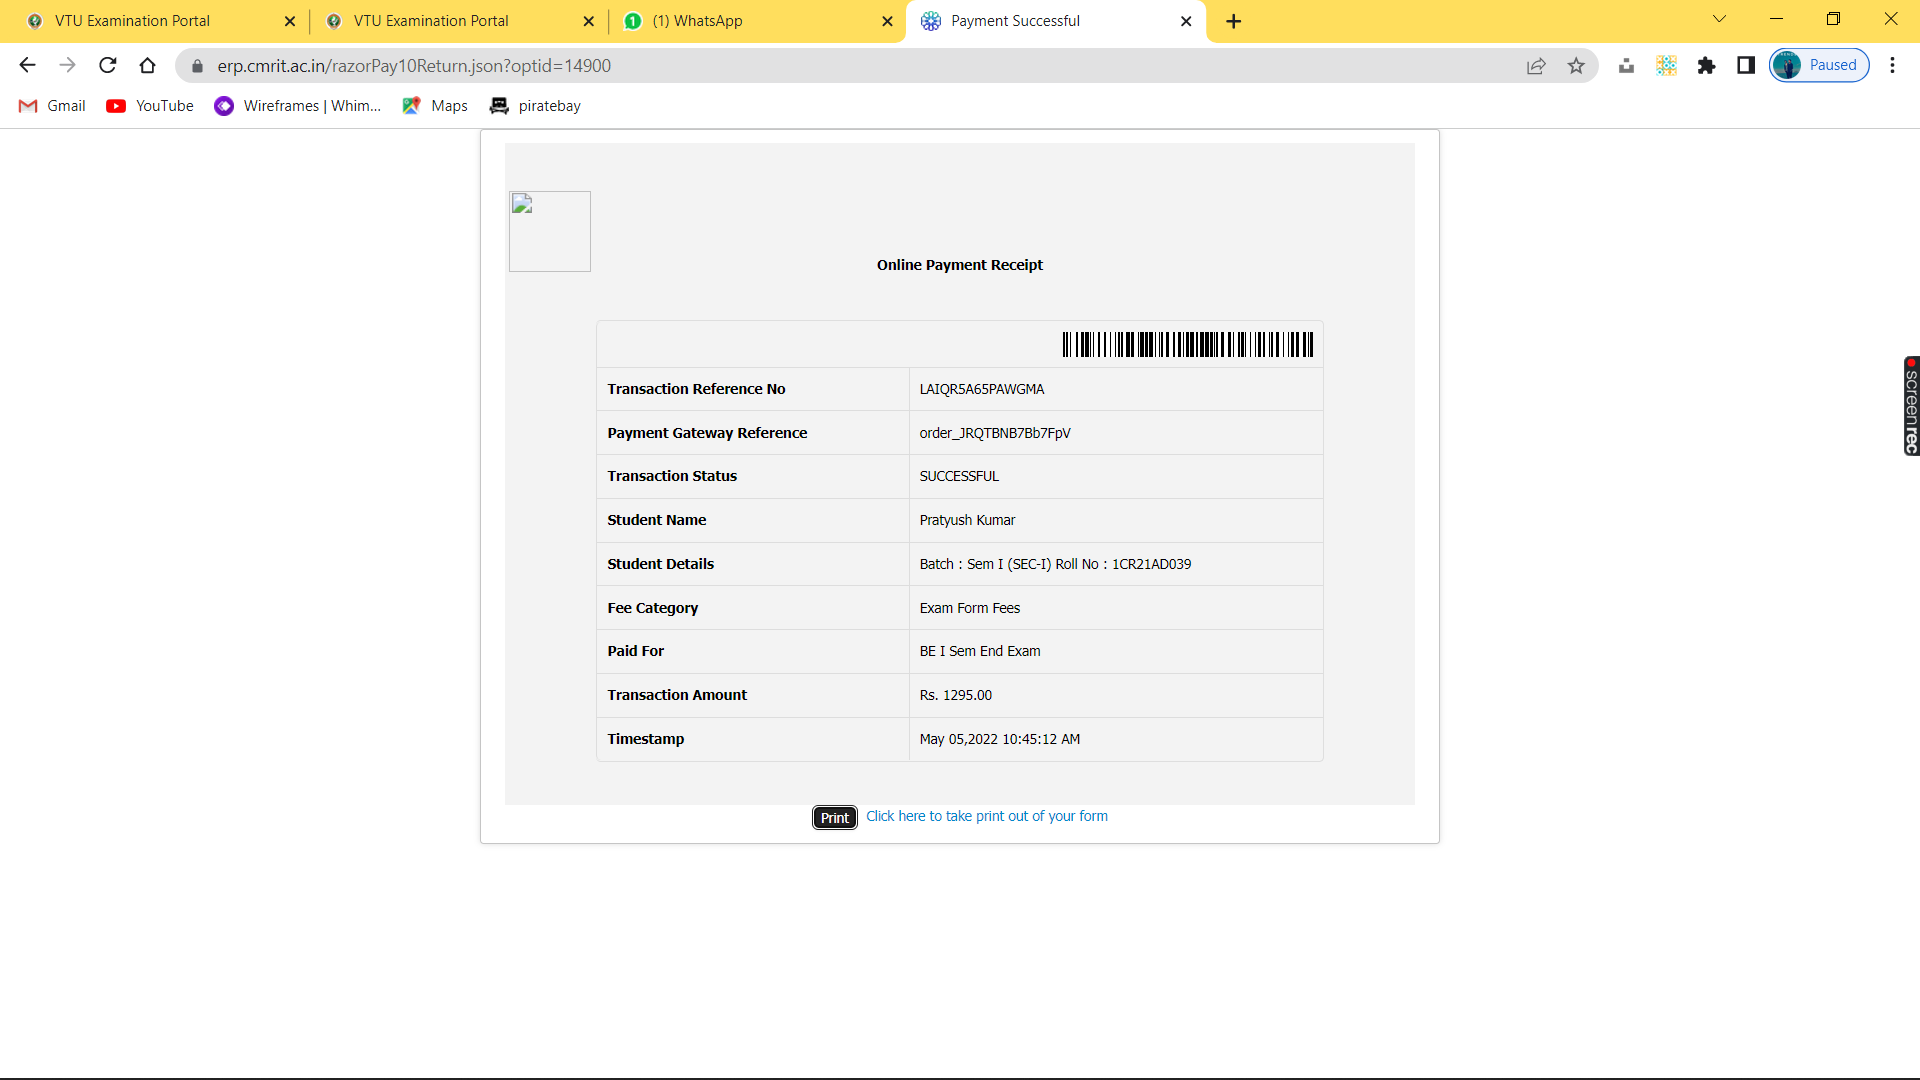 VTU Examination Portal
VTU Examination Portal
(1) WhatsApp
Payment Successful
erp.cmrit.ac.in/razorPay10Return.json?optid=14900
Paused
Gmail
YouTube
Wireframes | Whim...
Maps
piratebay
Online Payment Receipt
Transaction Reference No LAIQR5A65PAWGMA
Payment Gateway Reference order_JRQTBNB7Bb7FpV
Transaction Status SUCCESSFUL
Student Name Pratyush Kumar
Student Details Batch : Sem I (SEC-I) Roll No : 1CR21AD039
Fee Category Exam Form Fees
Paid For BE I Sem End Exam
Transaction Amount Rs. 1295.00
Timestamp May 05,2022 10:45:12 AM
Print Click here to take print out of your form
screenrec